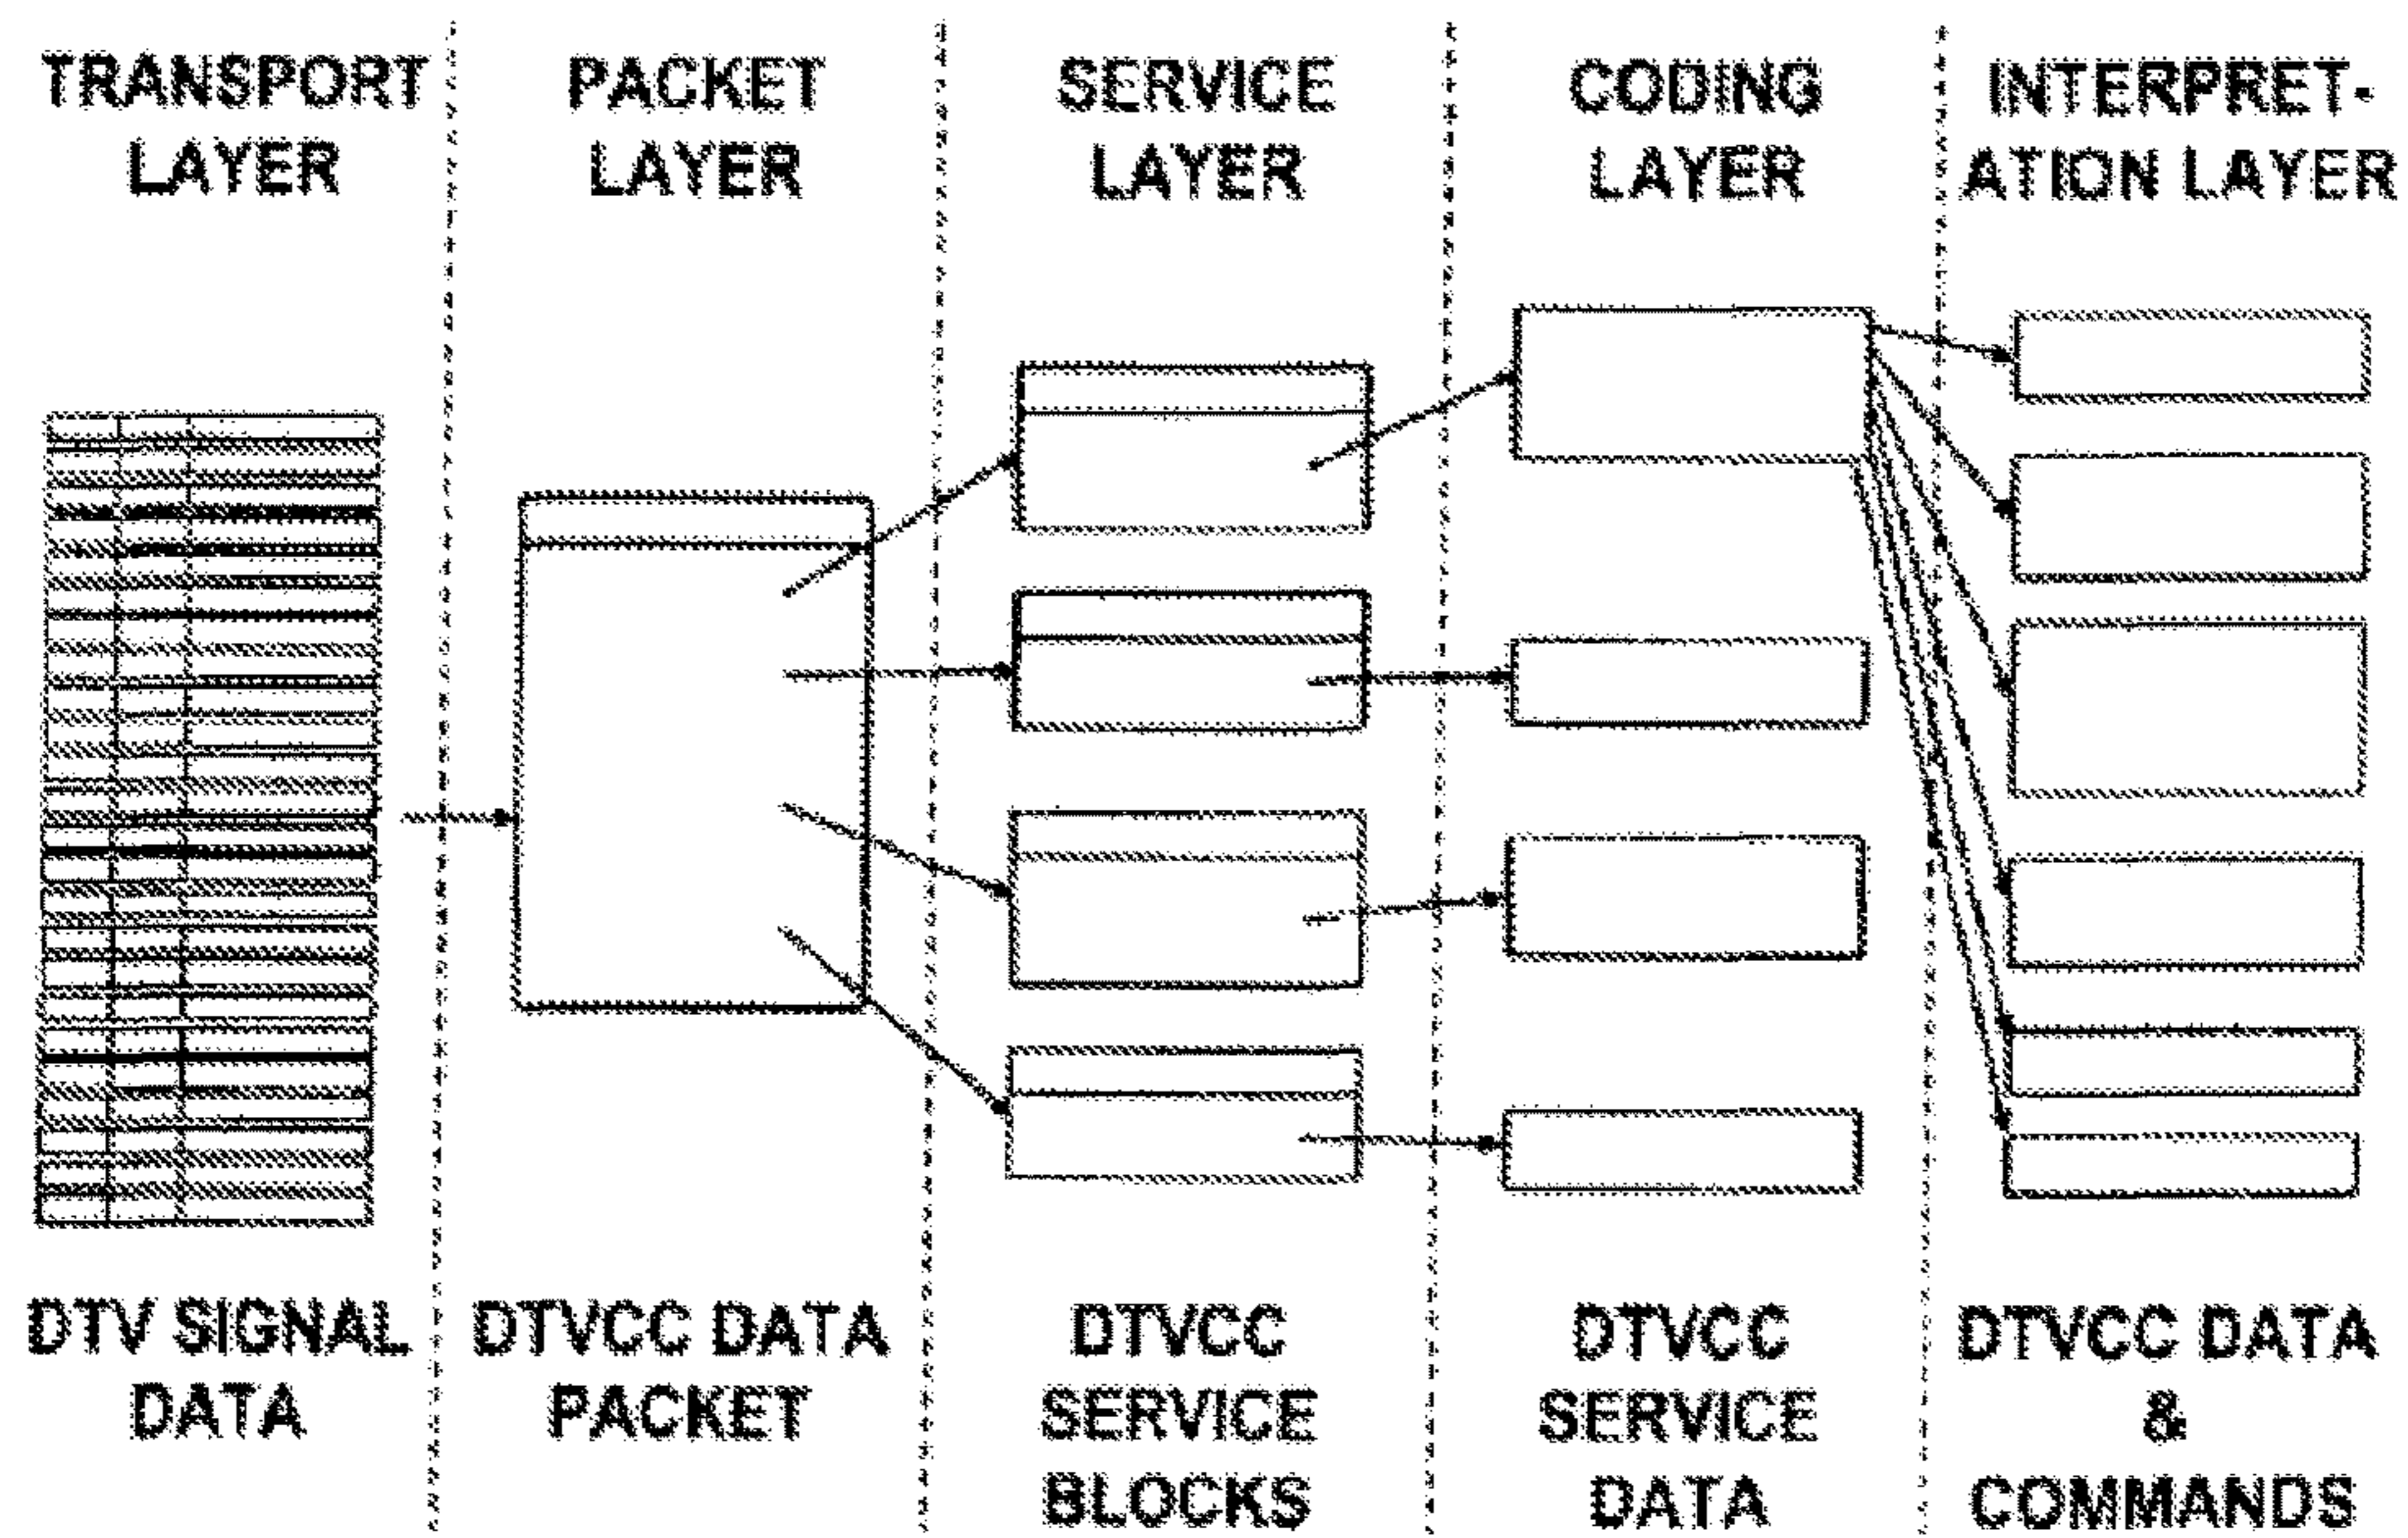 TRANSPORT
LAYER
PACKET
LAYER
SERVICE
LAYER
CODING
LAYER
INTERPRET-
ATION LAYER
DTV SIGNAL
DATA
DTVCC DATA
PACKET
DTVCC
SERVICE
BLOCKS
DTVCC
SERVICE
DATA
DTVCC DATA
&
COMMANDS